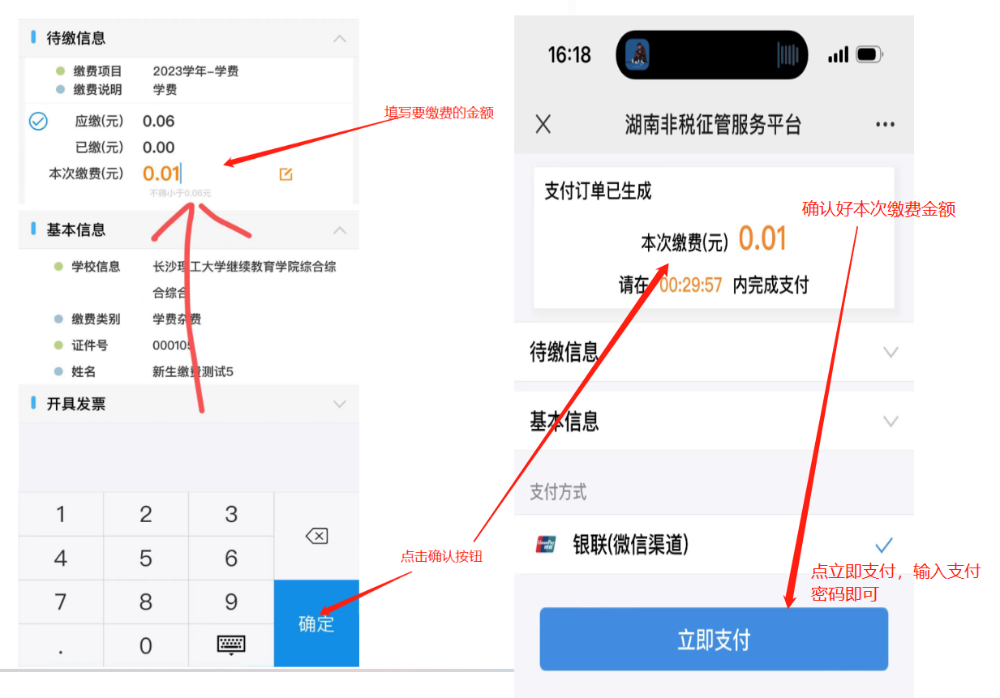 待缴信息
缴费项目 2023学年-学费
缴费说明 学费
应缴(元) 0.06
已缴(元) 0.00
本次缴费(元) 0.01
不得小于0.06元
填写要缴费的金额
基本信息
学校信息 长沙理工大学继续教育学院综合综
合综合
缴费类别 学费杂费
证件号 000105
姓名 新生缴费测试5
开具发票
1 2 3
4 5 6
7 8 9
. 0
确定
点击确认按钮
16:18
湖南非税征管服务平台
支付订单已生成
本次缴费(元) 0.01
请在 00:29:57 内完成支付
确认好本次缴费金额
待缴信息
基本信息
支付方式
银联(微信渠道)
点立即支付，输入支付
密码即可
立即支付